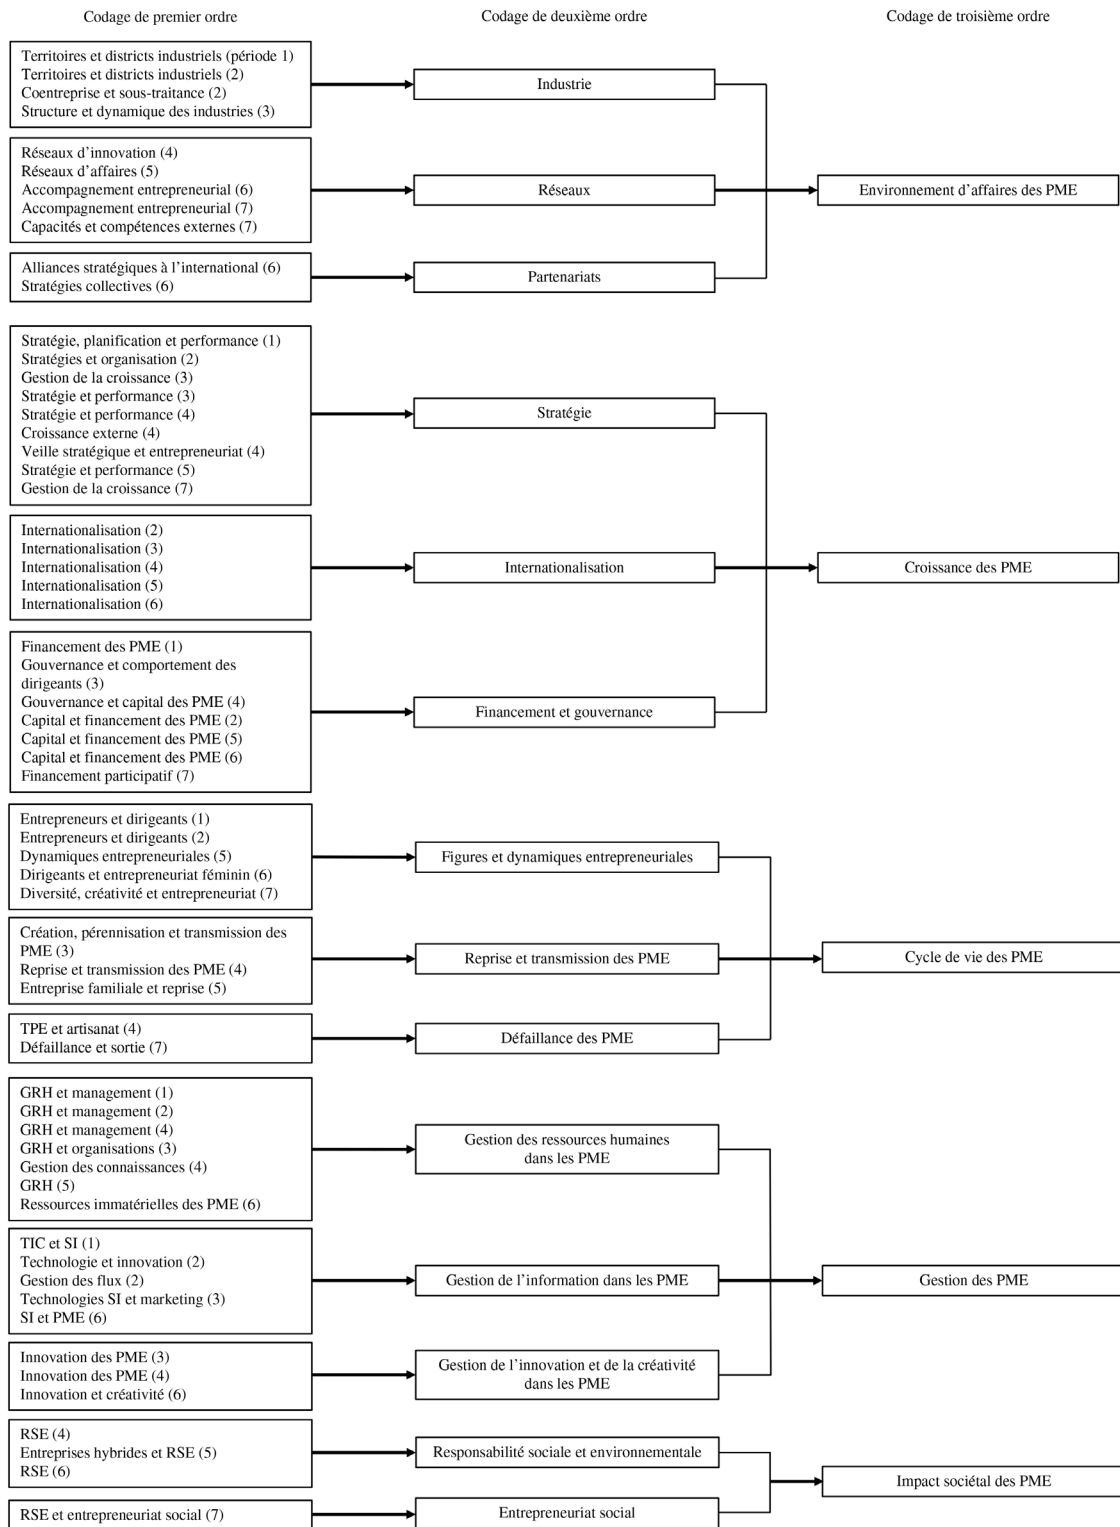 Codage de premier ordre
Codage de deuxième ordre
Codage de troisième ordre
Territoires et districts industriels (période 1)
Territoires et districts industriels (2)
Coentreprise et sous-traitance (2)
Structure et dynamique des industries (3)
Industrie
Réseaux d’innovation (4)
Réseaux d’affaires (5)
Accompagnement entrepreneurial (6)
Accompagnement entrepreneurial (7)
Capacités et compétences externes (7)
Réseaux
Environnement d’affaires des PME
Alliances stratégiques à l’international (6)
Stratégies collectives (6)
Partenariats
Stratégie, planification et performance (1)
Stratégies et organisation (2)
Gestion de la croissance (3)
Stratégie et performance (3)
Stratégie et performance (4)
Croissance externe (4)
Veille stratégique et entrepreneuriat (4)
Stratégie et performance (5)
Gestion de la croissance (7)
Stratégie
Internationalisation (2)
Internationalisation (3)
Internationalisation (4)
Internationalisation (5)
Internationalisation (6)
Internationalisation
Croissance des PME
Financement des PME (1)
Gouvernance et comportement des
dirigeants (3)
Gouvernance et capital des PME (4)
Capital et financement des PME (2)
Capital et financement des PME (5)
Capital et financement des PME (6)
Financement participatif (7)
Financement et gouvernance
Entrepreneurs et dirigeants (1)
Entrepreneurs et dirigeants (2)
Dynamiques entrepreneuriales (5)
Dirigeants et entrepreneuriat féminin (6)
Diversité, créativité et entrepreneuriat (7)
Figures et dynamiques entrepreneuriales
Création, pérennisation et transmission des
PME (3)
Reprise et transmission des PME (4)
Entreprise familiale et reprise (5)
Reprise et transmission des PME
Cycle de vie des PME
TPE et artisanat (4)
Défaillance et sortie (7)
Défaillance des PME
GRH et management (1)
GRH et management (2)
GRH et management (4)
GRH et organisations (3)
Gestion des connaissances (4)
GRH (5)
Ressources immatérielles des PME (6)
Gestion des ressources humaines
dans les PME
TIC et SI (1)
Technologie et innovation (2)
Gestion des flux (2)
Technologies SI et marketing (3)
SI et PME (6)
Gestion de l’information dans les PME
Gestion des PME
Innovation des PME (3)
Innovation des PME (4)
Innovation et créativité (6)
Gestion de l’innovation et de la créativité
dans les PME
RSE (4)
Entreprises hybrides et RSE (5)
RSE (6)
Responsabilité sociale et environnementale
Impact sociétal des PME
RSE et entrepreneuriat social (7)
Entrepreneuriat social